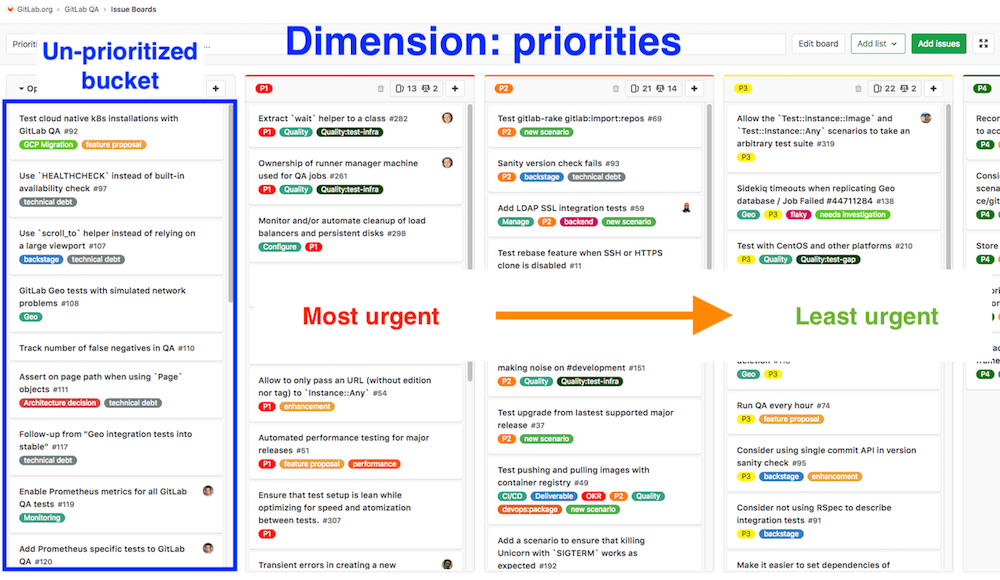 GitLab.org > GitLab QA > Issue Boards
Dimension: priorities
Prioriti
...
Edit board
Add list
Add issues
Un-prioritized
bucket
Op
Test cloud native k8s installations with
GitLab QA #92
GCP Migration feature proposal
Use `HEALTHCHECK` instead of built-in
availability check #97
technical debt
Use `scroll_to` helper instead of relying on
a large viewport #107
backstage technical debt
GitLab Geo tests with simulated network
problems #108
Geo
Track number of false negatives in QA #110
Assert on page path when using `Page`
objects #111
Architecture decision technical debt
Follow-up from "Geo integration tests into
stable" #117
technical debt
Enable Prometheus metrics for all GitLab
QA tests #119
Monitoring
Add Prometheus specific tests to GitLab
QA #120
P1 13 2
Extract `wait` helper to a class #282
P1 Quality Quality:test-infra
Ownership of runner manager machine
used for QA jobs #261
P1 Quality Quality:test-infra
Monitor and/or automate cleanup of load
balancers and persistent disks #298
Configure P1
Most urgent
Allow to only pass an URL (without edition
nor tag) to `Instance::Any` #54
P1 enhancement
Automated performance testing for major
releases #51
P1 feature proposal performance
Ensure that test setup is lean while
optimizing for speed and atomization
between tests. #307
P1
Transient errors in creating a new
P2 21 14
Test gitlab-rake gitlab:import:repos #69
P2 new scenario
Sanity version check fails #93
P2 backstage technical debt
Add LDAP SSL integration tests #59
Manage P2 backend new scenario
Test rebase feature when SSH or HTTPS
clone is disabled #11
making noise on #development #151
P2 Quality Quality:test-infra
Test upgrade from lastest supported major
release #37
P2 new scenario
Test pushing and pulling images with
container registry #49
CI/CD Deliverable OKR P2 Quality
devops:package new scenario
Add a scenario to ensure that killing
Unicorn with `SIGTERM` works as
expected #192
P3 22 2
Allow the `Test::Instance::Image` and
`Test::Instance::Any` scenarios to take an
arbitrary test suite #319
P3
Sidekiq timeouts when replicating Geo
database / Job Failed #44711284 #138
Geo P3 flaky needs investigation
Test with CentOS and other platforms #210
P3 Quality Quality:test-gap
Least urgent
Geo P3
Run QA every hour #74
P3 feature proposal
Consider using single commit API in version
sanity check #95
P3 backstage enhancement
Consider not using RSpec to describe
integration tests #91
P3 backstage
Make it easier to set dependencies of
P4
Recon
to acc
P4
Consi
scena
ce/git
P4
Store
P4
P4